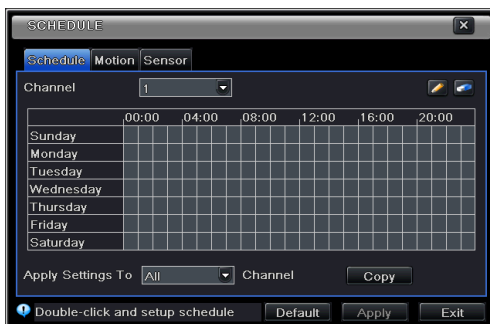 SCHEDULE
Schedule Motion Sensor
Channel 1
00:00 04:00 08:00 12:00 16:00 20:00
Sunday
Monday
Tuesday
Wednesday
Thursday
Friday
Saturday
Apply Settings To All Channel Copy
Double-click and setup schedule Default Apply Exit